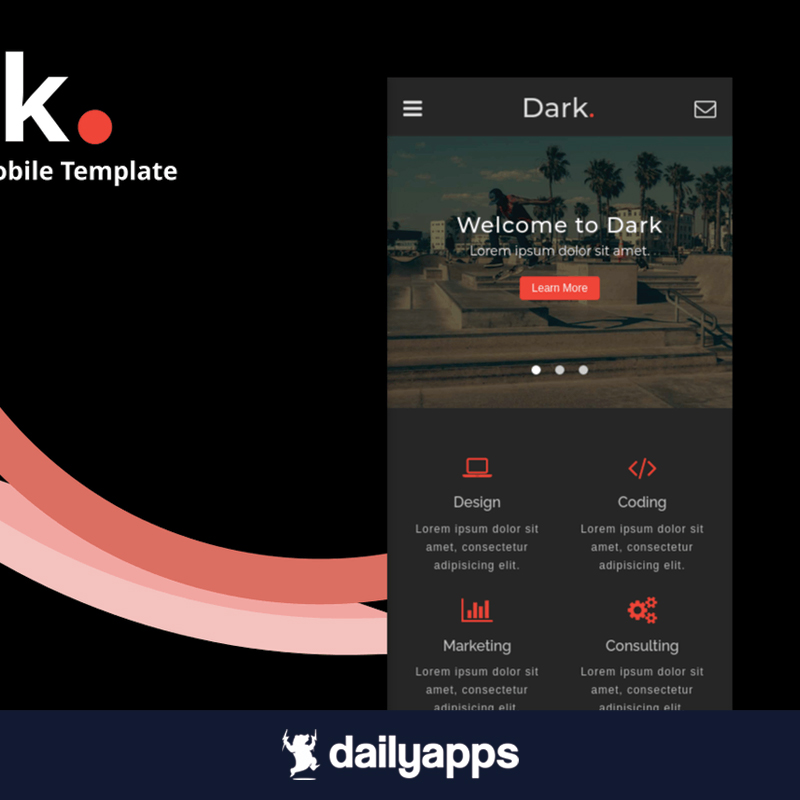 k.
obile Template
Dark.
Welcome to Dark
Lorem ipsum dolor sit amet.
Learn More
Design
Coding
Lorem ipsum dolor sit
amet, consectetur
adipisicing elit.
Lorem ipsum dolor sit
amet, consectetur
adipisicing elit.
Marketing
Consulting
Lorem ipsum dolor sit
amet, consectetur
adipisicing elit.
Lorem ipsum dolor sit
amet, consectetur
adipisicing elit.
dailyapps